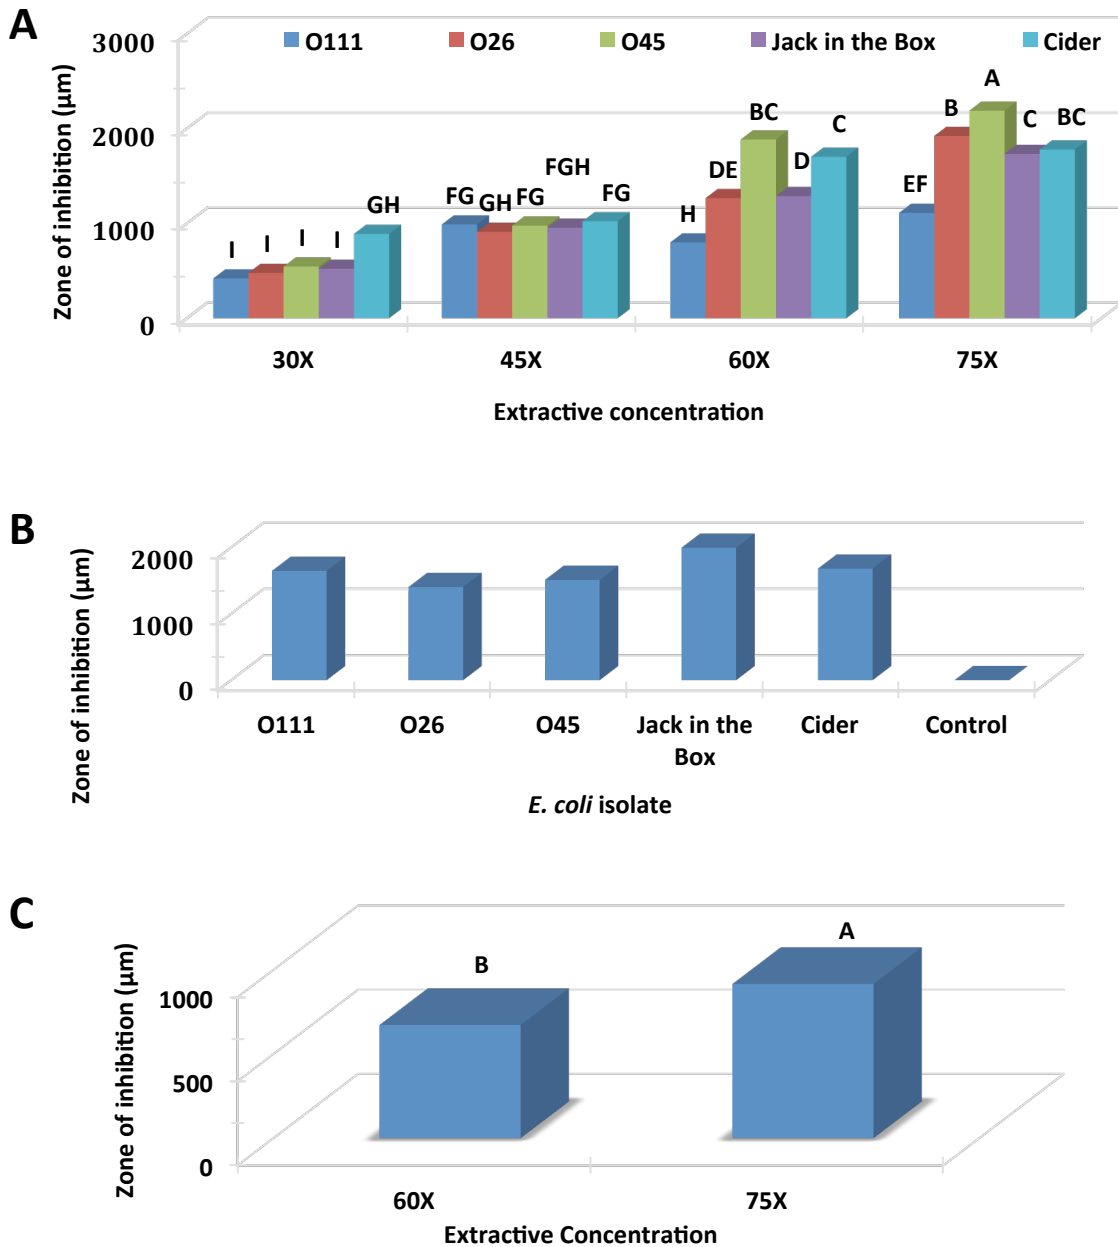 A
Zone of inhibition (μm)
3000
2000
1000
0
O111 O26 O45 Jack in the Box Cider
I I I I GH
FG GH FG FGH FG
H DE BC D C
EF B A C BC
30X 45X 60X 75X
Extractive concentration
B
Zone of inhibition (μm)
2000
1000
0
O111 O26 O45 Jack in the Cider Control
Box
E. coli isolate
C
Zone of inhibition (μm)
1000
500
0
B A
60X 75X
Extractive Concentration